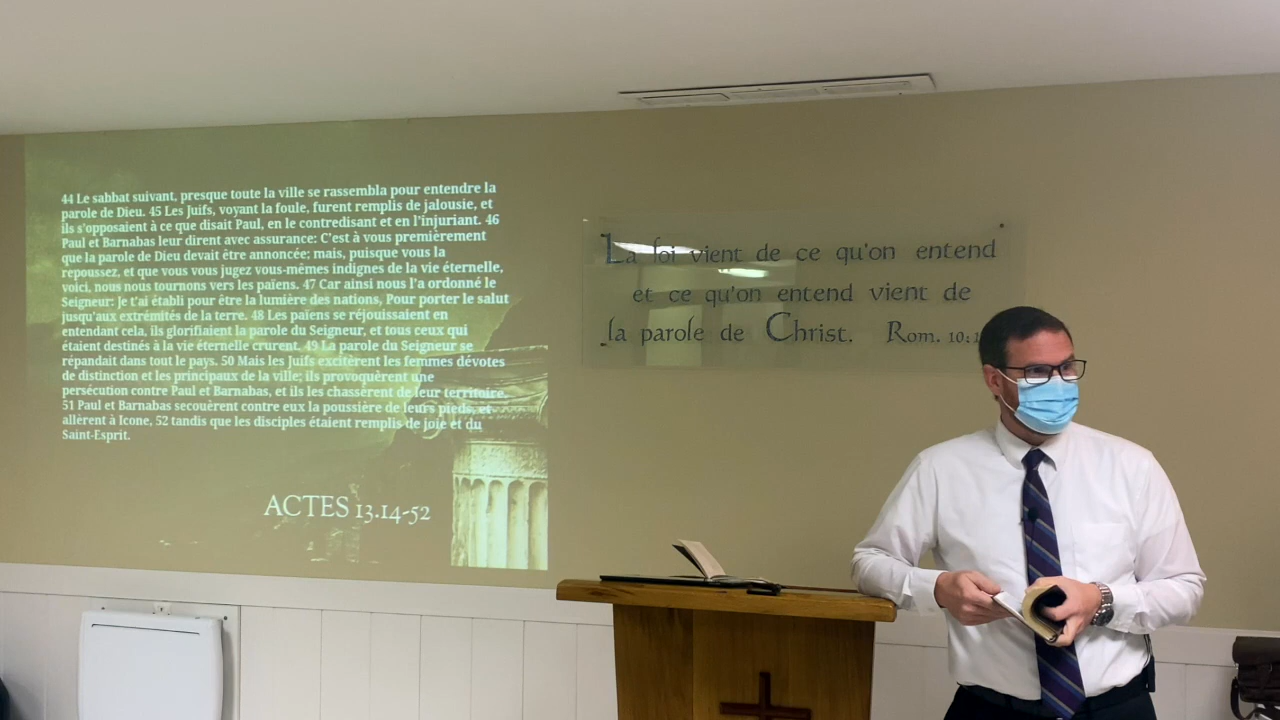 44 Le sabbat suivant, presque toute la ville se rassembla pour entendre la
parole de Dieu. 45 Les Juifs, voyant la foule, furent remplis de jalousie, et
ils s'opposaient à ce que disait Paul, en le contredisant et en l'injuriant. 46
Paul et Barnabas leur dirent avec assurance: C'est à vous premièrement
que la parole de Dieu devait être annoncée; mais, puisque vous la
repoussez, et que vous vous jugez vous-mêmes indignes de la vie éternelle,
voici, nous nous tournons vers les païens. 47 Car ainsi nous l'a ordonné le
Seigneur: Je t'ai établi pour être la lumière des nations, Pour porter le salut
jusqu'aux extrémités de la terre. 48 Les païens se réjouissaient en
entendant cela, ils glorifiaient la parole du Seigneur, et tous ceux qui
étaient destinés à la vie éternelle crurent. 49 La parole du Seigneur se
répandait dans tout le pays. 50 Mais les Juifs excitèrent les femmes dévotes
de distinction et les principaux de la ville; ils provoquèrent une
persécution contre Paul et Barnabas, et ils les chassèrent de leur territoire.
51 Paul et Barnabas secouèrent contre eux la poussière de leurs pieds, et
allèrent à Icone, 52 tandis que les disciples étaient remplis de joie et du
Saint-Esprit.
ACTES 13.14-52
La foi vient de ce qu'on entend
et ce qu'on entend vient de
la parole de Christ. Rom. 10:1